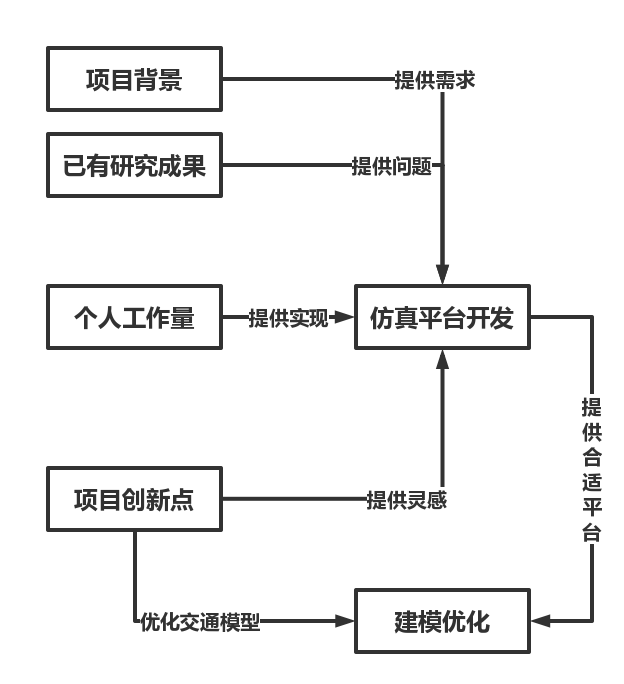 项目背景
提供需求
已有研究成果
提供问题
个人工作量
提供实现
仿真平台开发
提供合适平台
项目创新点
提供灵感
优化交通模型
建模优化